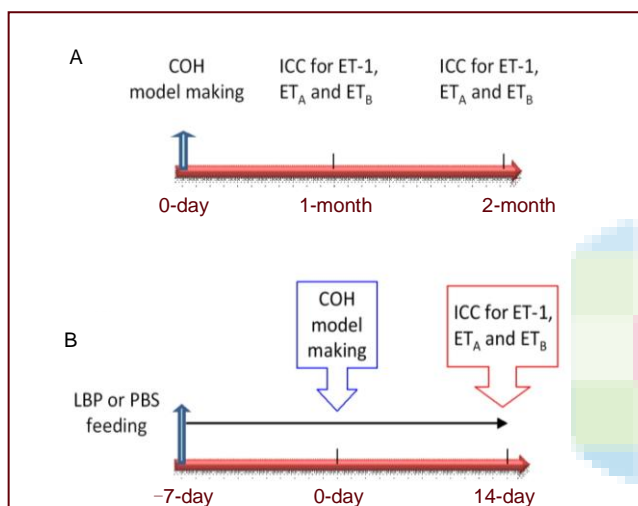 A
COH
model making
ICC for ET-1,
ETA and ETB
ICC for ET-1,
ETA and ETB
0-day
1-month
2-month
B
COH
model
making
ICC for ET-1,
ETA and ETB
LBP or PBS
feeding
−7-day
0-day
14-day